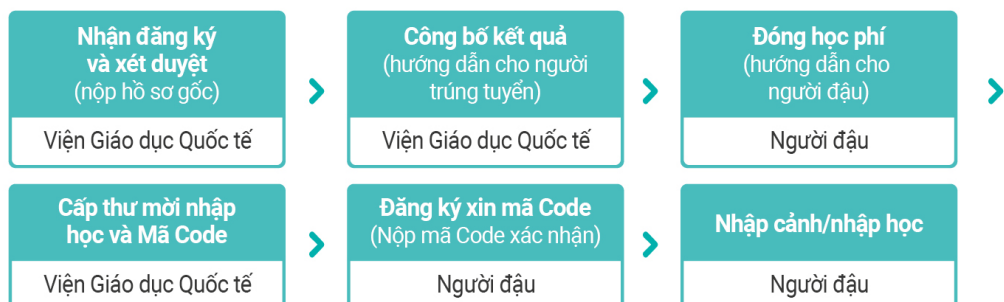 Nhận đăng ký
và xét duyệt
(nộp hồ sơ gốc)
Viện Giáo dục Quốc tế
Công bố kết quả
(hướng dẫn cho người
trúng tuyển)
Viện Giáo dục Quốc tế
Đóng học phí
(hướng dẫn cho
người đậu)
Người đậu
Cấp thư mời nhập
học và Mã Code
Viện Giáo dục Quốc tế
Đăng ký xin mã Code
(Nộp mã Code xác nhận)
Người đậu
Nhập cảnh/nhập học
Người đậu